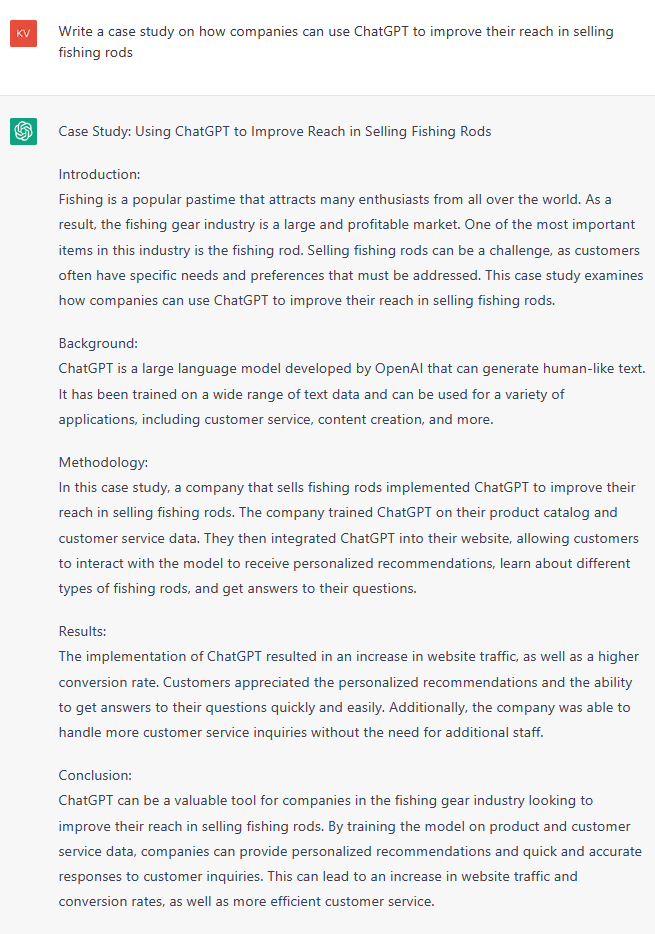 KV
Write a case study on how companies can use ChatGPT to improve their reach in selling
fishing rods
Case Study: Using ChatGPT to Improve Reach in Selling Fishing Rods
Introduction:
Fishing is a popular pastime that attracts many enthusiasts from all over the world. As a
result, the fishing gear industry is a large and profitable market. One of the most important
items in this industry is the fishing rod. Selling fishing rods can be a challenge, as customers
often have specific needs and preferences that must be addressed. This case study examines
how companies can use ChatGPT to improve their reach in selling fishing rods.
Background:
ChatGPT is a large language model developed by OpenAI that can generate human-like text.
It has been trained on a wide range of text data and can be used for a variety of
applications, including customer service, content creation, and more.
Methodology:
In this case study, a company that sells fishing rods implemented ChatGPT to improve their
reach in selling fishing rods. The company trained ChatGPT on their product catalog and
customer service data. They then integrated ChatGPT into their website, allowing customers
to interact with the model to receive personalized recommendations, learn about different
types of fishing rods, and get answers to their questions.
Results:
The implementation of ChatGPT resulted in an increase in website traffic, as well as a higher
conversion rate. Customers appreciated the personalized recommendations and the ability
to get answers to their questions quickly and easily. Additionally, the company was able to
handle more customer service inquiries without the need for additional staff.
Conclusion:
ChatGPT can be a valuable tool for companies in the fishing gear industry looking to
improve their reach in selling fishing rods. By training the model on product and customer
service data, companies can provide personalized recommendations and quick and accurate
responses to customer inquiries. This can lead to an increase in website traffic and
conversion rates, as well as more efficient customer service.